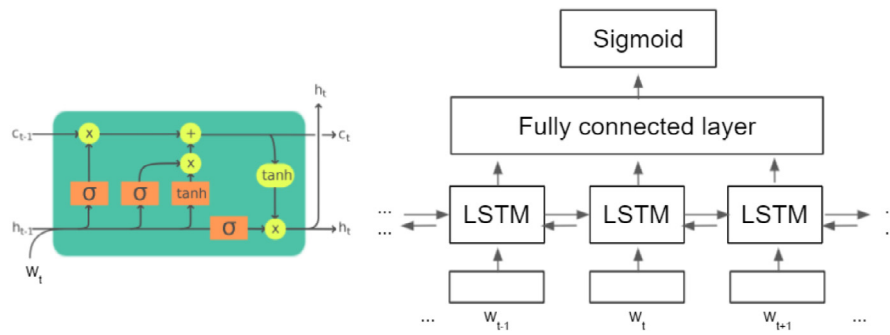 h_t
c_{t-1} x + c_t
x
tanh
σ σ tanh
h_{t-1} σ x h_t
W_t
Sigmoid
Fully connected layer
... LSTM LSTM LSTM ..
... ..
... w_{t-1} w_t w_{t+1} ...